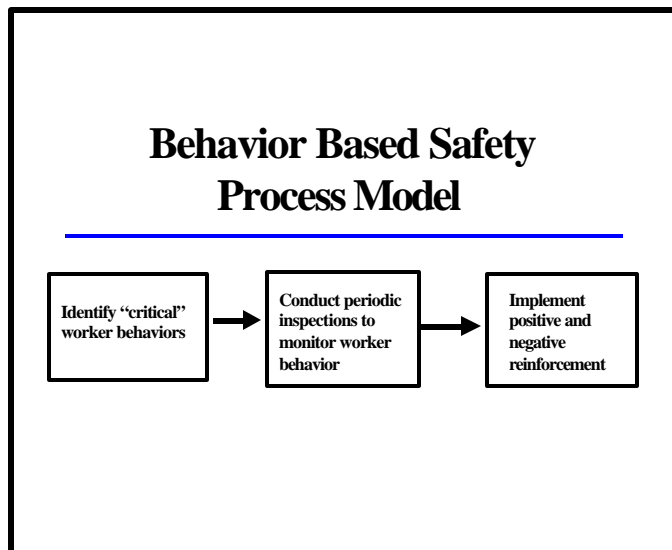 Behavior Based Safety
Process Model
Identify “critical”
worker behaviors
Conduct periodic
inspections to
monitor worker
behavior
Implement
positive and
negative
reinforcement